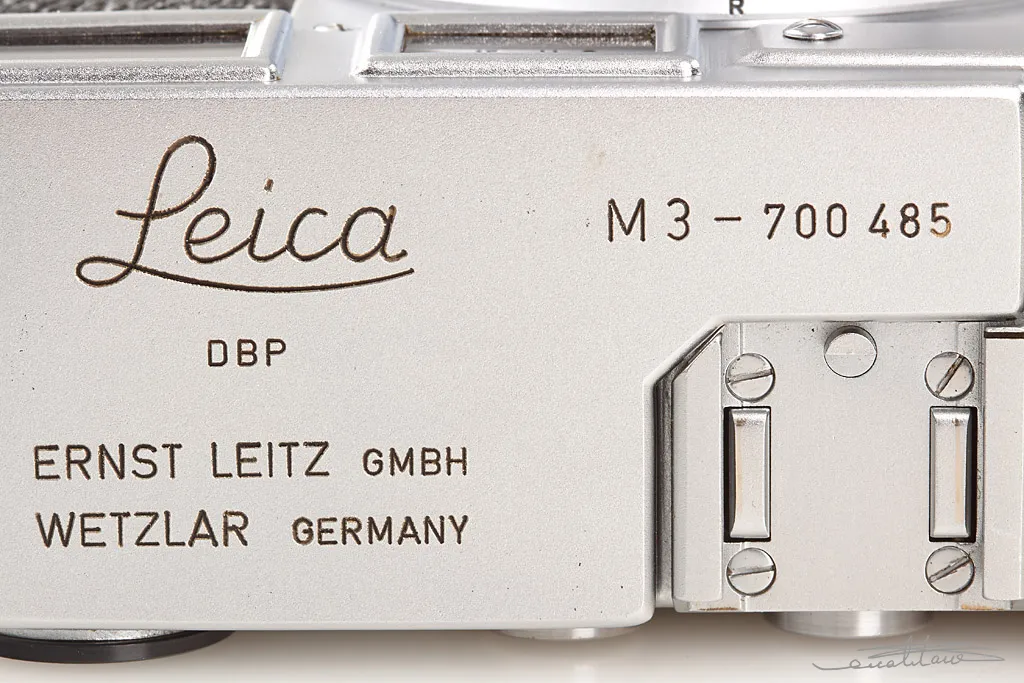 R
Leica
M3 – 700 485
DBP
ERNST LEITZ GMBH
WETZLAR GERMANY